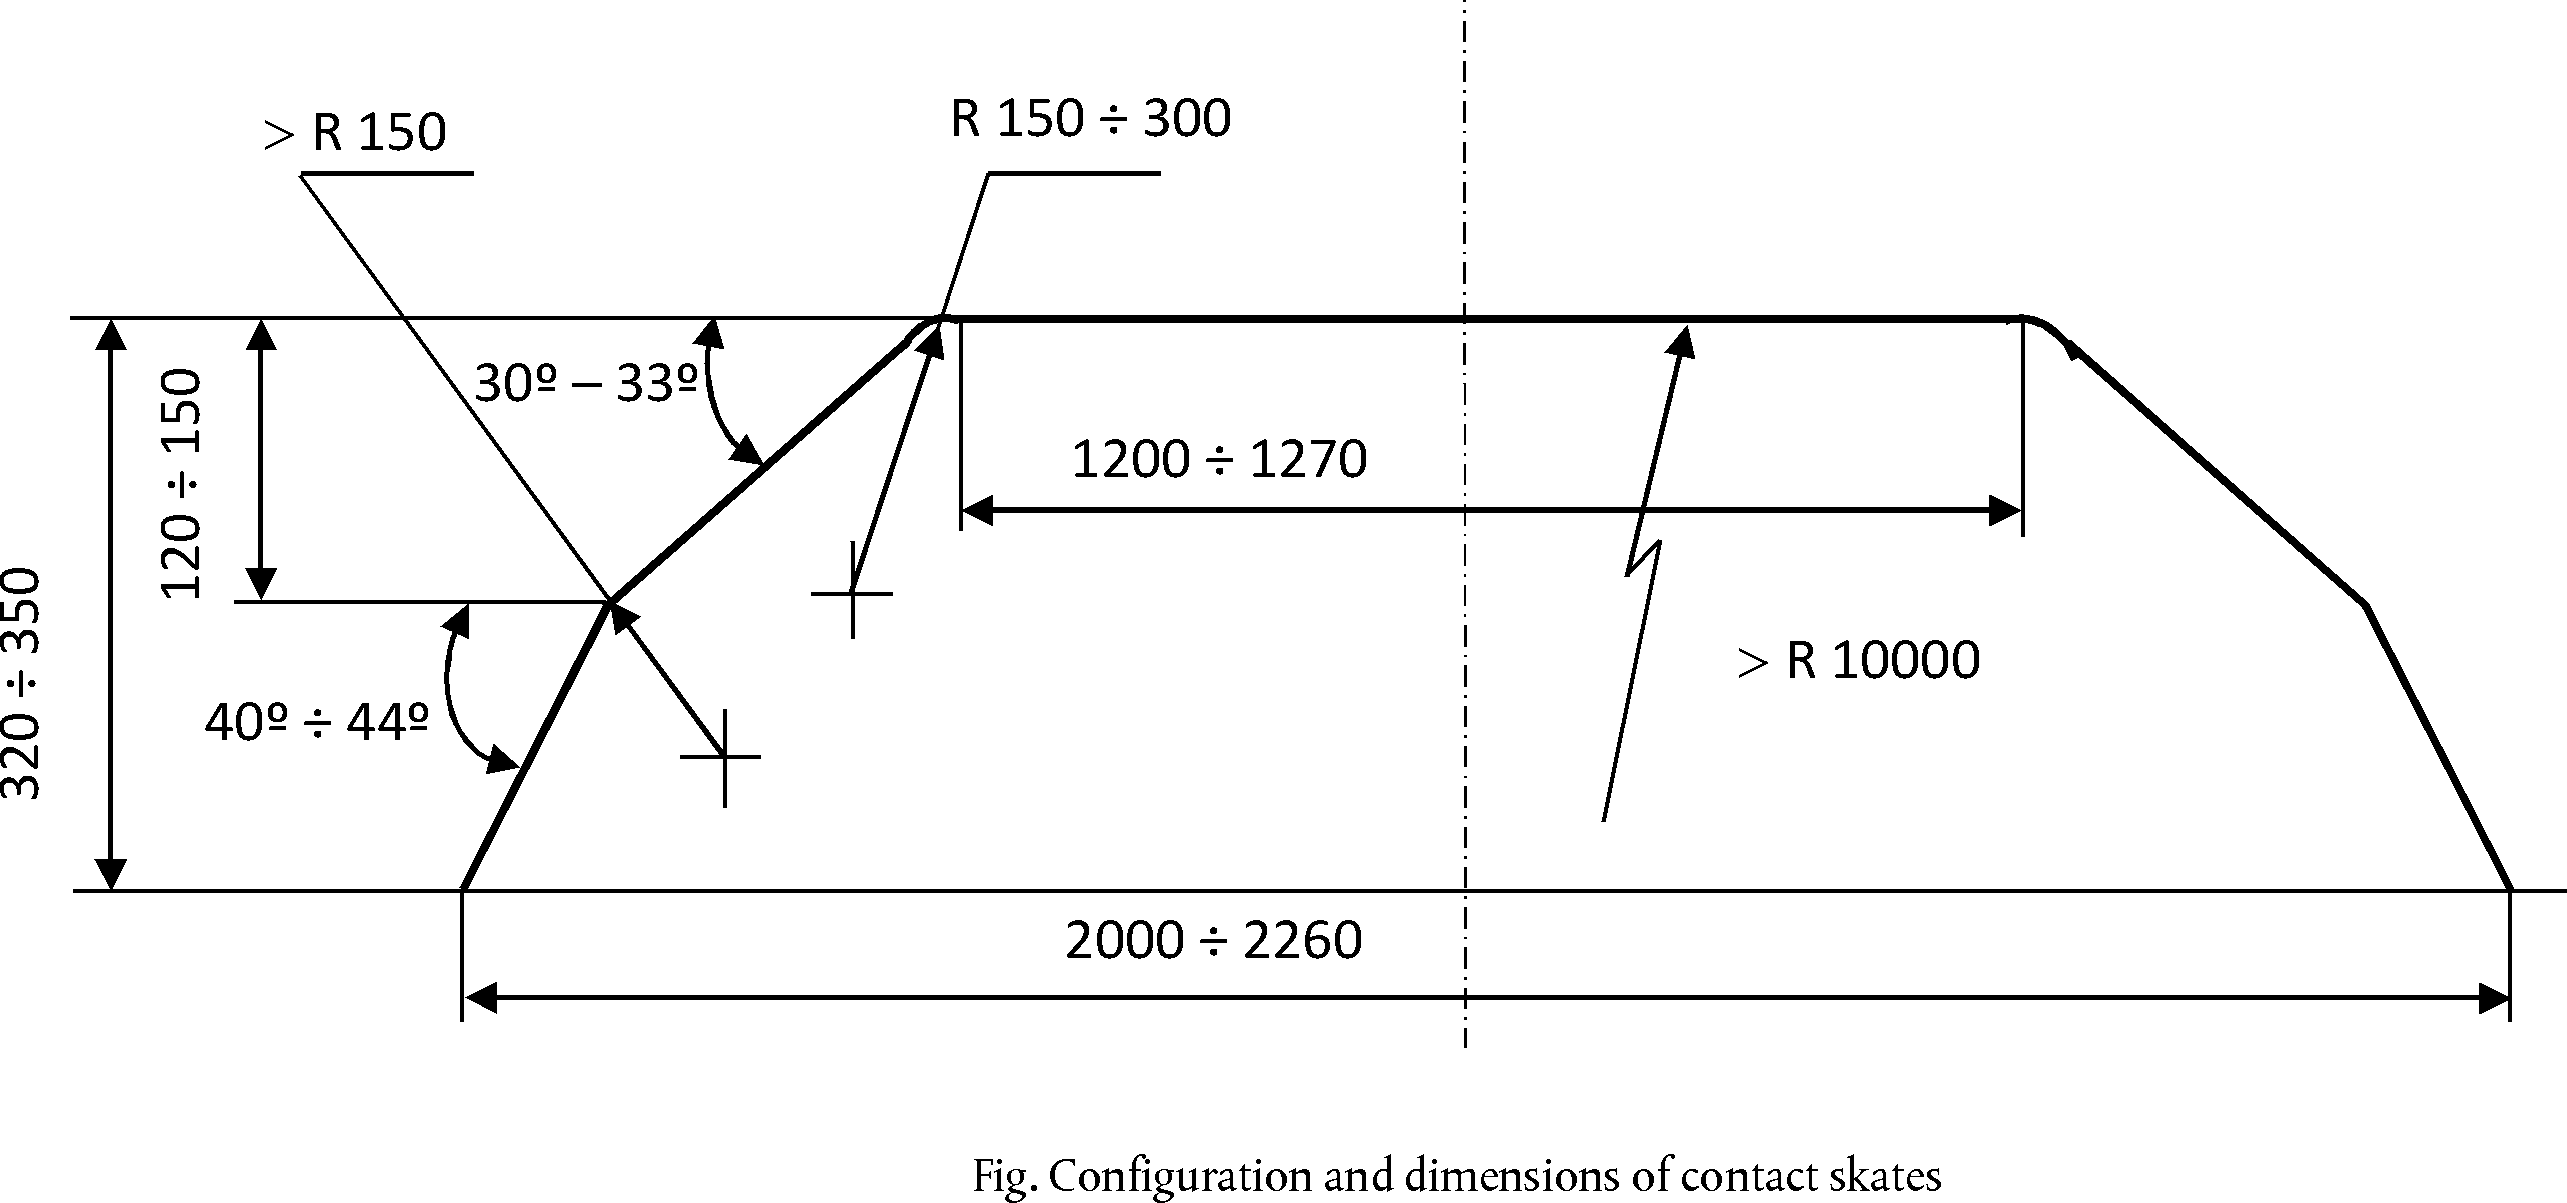 > R 150
R 150 ÷ 300
30º – 33º
120 ÷ 150
1200 ÷ 1270
320 ÷ 350
40º ÷ 44º
> R 10000
2000 ÷ 2260
Fig. Configuration and dimensions of contact skates